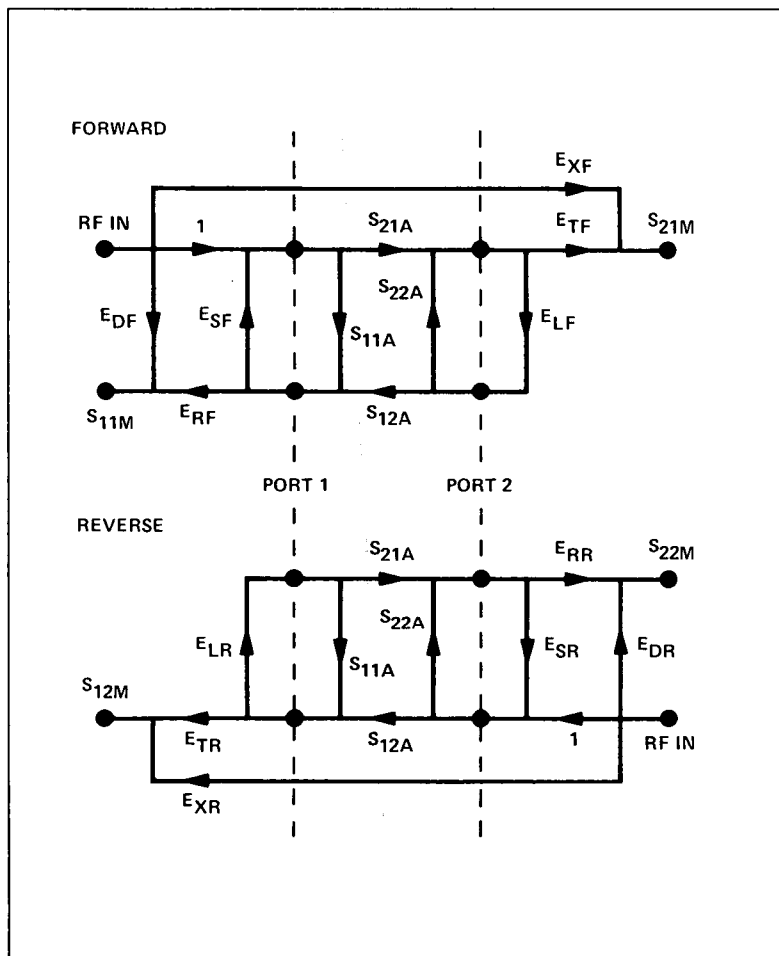 FORWARD
E_XF
RF IN
1
S_21A
E_TF
S_21M
E_DF
E_SF
S_22A
S_11A
E_LF
S_11M
E_RF
S_12A
PORT 1
PORT 2
REVERSE
S_21A
E_RR
S_22M
E_LR
S_22A
S_11A
E_SR
E_DR
S_12M
E_TR
S_12A
1
RF IN
E_XR